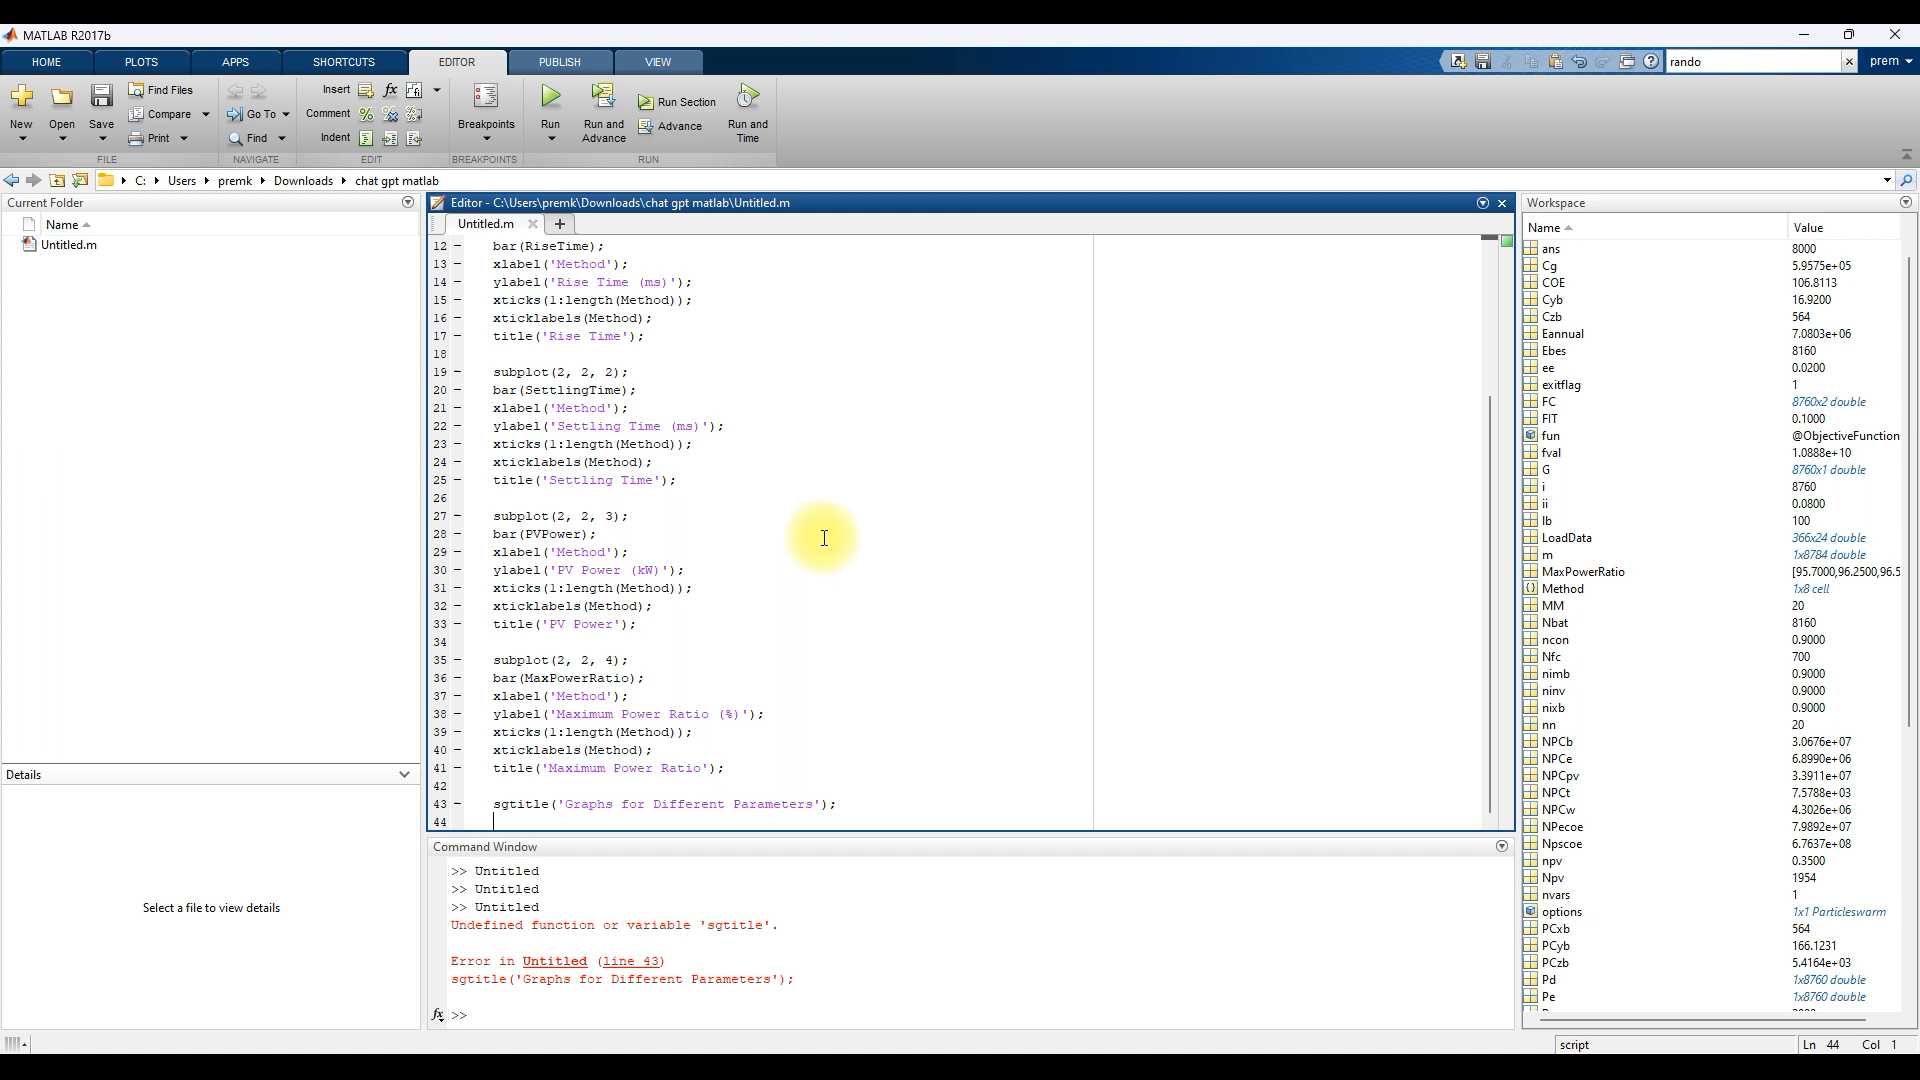 MATLAB R2017b
HOME PLOTS APPS SHORTCUTS EDITOR PUBLISH VIEW rando prem
New Open Save Find Files Compare Print Go To Find Insert fx Comment Indent Breakpoints Run Run and Advance Run Section Advance Run and Time
FILE NAVIGATE EDIT BREAKPOINTS RUN
C: Users premk Downloads chat gpt matlab
Current Folder
Name
Untitled.m
Details
Select a file to view details
Editor - C:\Users\premk\Downloads\chat gpt matlab\Untitled.m
Untitled.m
12 - bar(RiseTime);
13 - xlabel('Method');
14 - ylabel('Rise Time (ms)');
15 - xticks(1:length(Method));
16 - xticklabels(Method);
17 - title('Rise Time');
18
19 - subplot(2, 2, 2);
20 - bar(SettlingTime);
21 - xlabel('Method');
22 - ylabel('Settling Time (ms)');
23 - xticks(1:length(Method));
24 - xticklabels(Method);
25 - title('Settling Time');
26
27 - subplot(2, 2, 3);
28 - bar(PVPower);
29 - xlabel('Method');
30 - ylabel('PV Power (kW)');
31 - xticks(1:length(Method));
32 - xticklabels(Method);
33 - title('PV Power');
34
35 - subplot(2, 2, 4);
36 - bar(MaxPowerRatio);
37 - xlabel('Method');
38 - ylabel('Maximum Power Ratio (%)');
39 - xticks(1:length(Method));
40 - xticklabels(Method);
41 - title('Maximum Power Ratio');
42
43 - sgtitle('Graphs for Different Parameters');
44
Command Window
>> Untitled
>> Untitled
>> Untitled
Undefined function or variable 'sgtitle'.
Error in Untitled (line 43)
sgtitle('Graphs for Different Parameters');
fx >>
Workspace
Name Value
ans 8000
Cg 5.9575e+05
COE 106.8113
Cyb 16.9200
Czb 564
Eannual 7.0803e+06
Ebes 8160
ee 0.0200
exitflag 1
FC 8760x2 double
FIT 0.1000
fun @ObjectiveFunction
fval 1.0888e+10
G 8760x1 double
i 8760
ii 0.0800
lb 100
LoadData 366x24 double
m 1x8784 double
MaxPowerRatio [95.7000,96.2500,96.5
Method 1x8 cell
MM 20
Nbat 8160
ncon 0.9000
Nfc 700
nimb 0.9000
ninv 0.9000
nixb 0.9000
nn 20
NPCb 3.0676e+07
NPCe 6.8990e+06
NPCpv 3.3911e+07
NPCt 7.5788e+03
NPCw 4.3026e+06
NPecoe 7.9892e+07
Npscoe 6.7637e+08
npv 0.3500
Npv 1954
nvars 1
options 1x1 Particleswarm
PCxb 564
PCyb 166.1231
PCzb 5.4164e+03
Pd 1x8760 double
Pe 1x8760 double
script Ln 44 Col 1